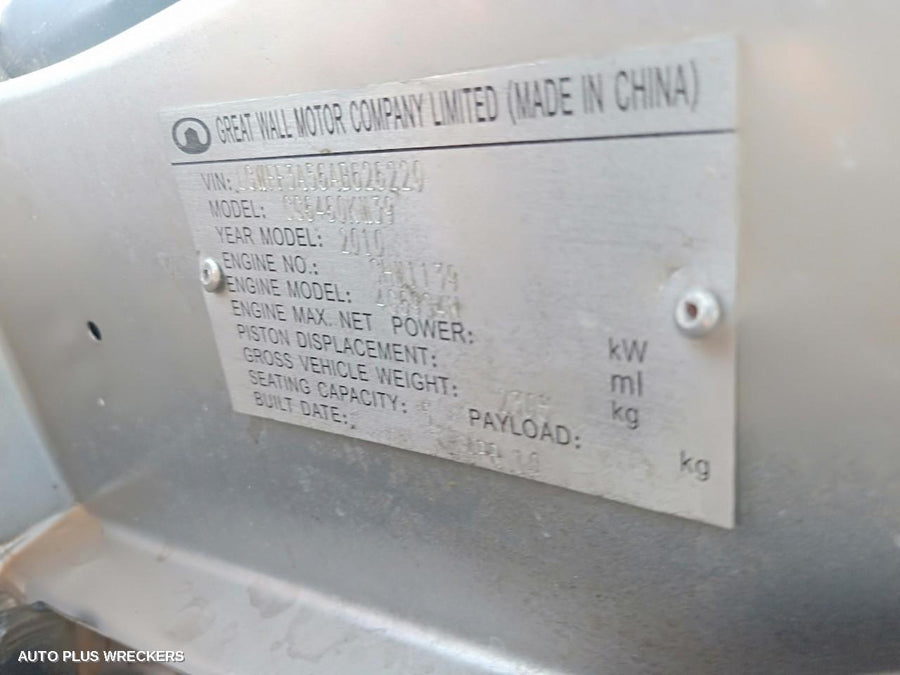 GREAT WALL MOTOR COMPANY LIMITED (MADE IN CHINA)
VIN:
MODEL: CC6460KM39
YEAR MODEL: 2010
ENGINE NO.:
ENGINE MODEL:
ENGINE MAX. NET POWER: kW
PISTON DISPLACEMENT: ml
GROSS VEHICLE WEIGHT: kg
SEATING CAPACITY: 5 PAYLOAD: kg
BUILT DATE:
AUTO PLUS WRECKERS